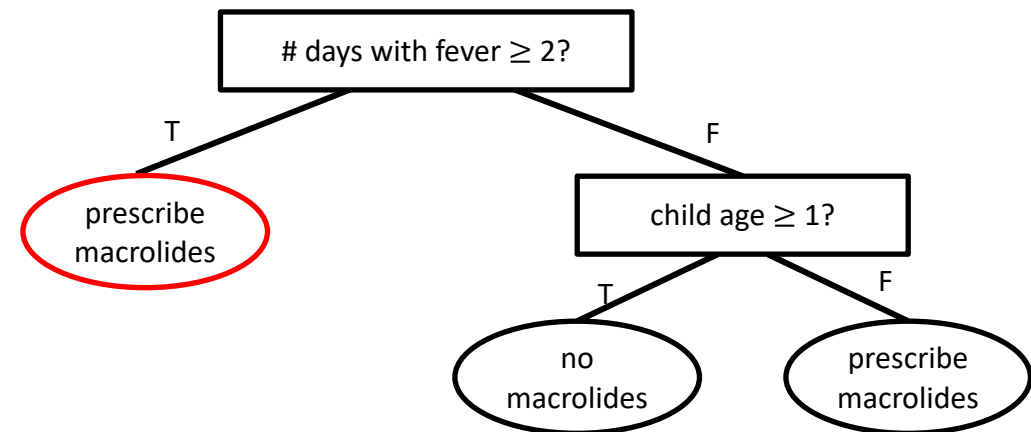 # days with fever ≥ 2?
T
F
prescribe
macrolides
child age ≥ 1?
T
F
no
macrolides
prescribe
macrolides